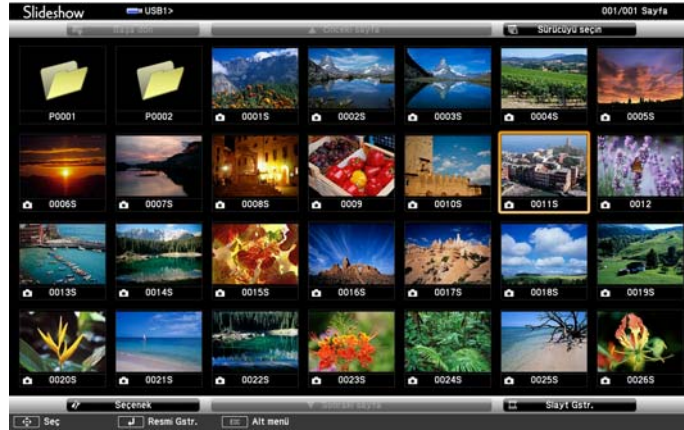 Slideshow USB1> 001/001 Sayfa
Başa dön Önceki sayfa Sürücüyü seçin
P0001 P0002 0001S 0002S 0003S 0004S 0005S
0006S 0007S 0008S 0009 0010S 0011S 0012
0013S 0014S 0015S 0016S 0017S 0018S 0019S
0020S 0021S 0022S 0023S 0024S 0025S 0026S
Seçenek Sonraki sayfa Slayt Gstr.
Seç Resmi Gstr. ESC Alt menü